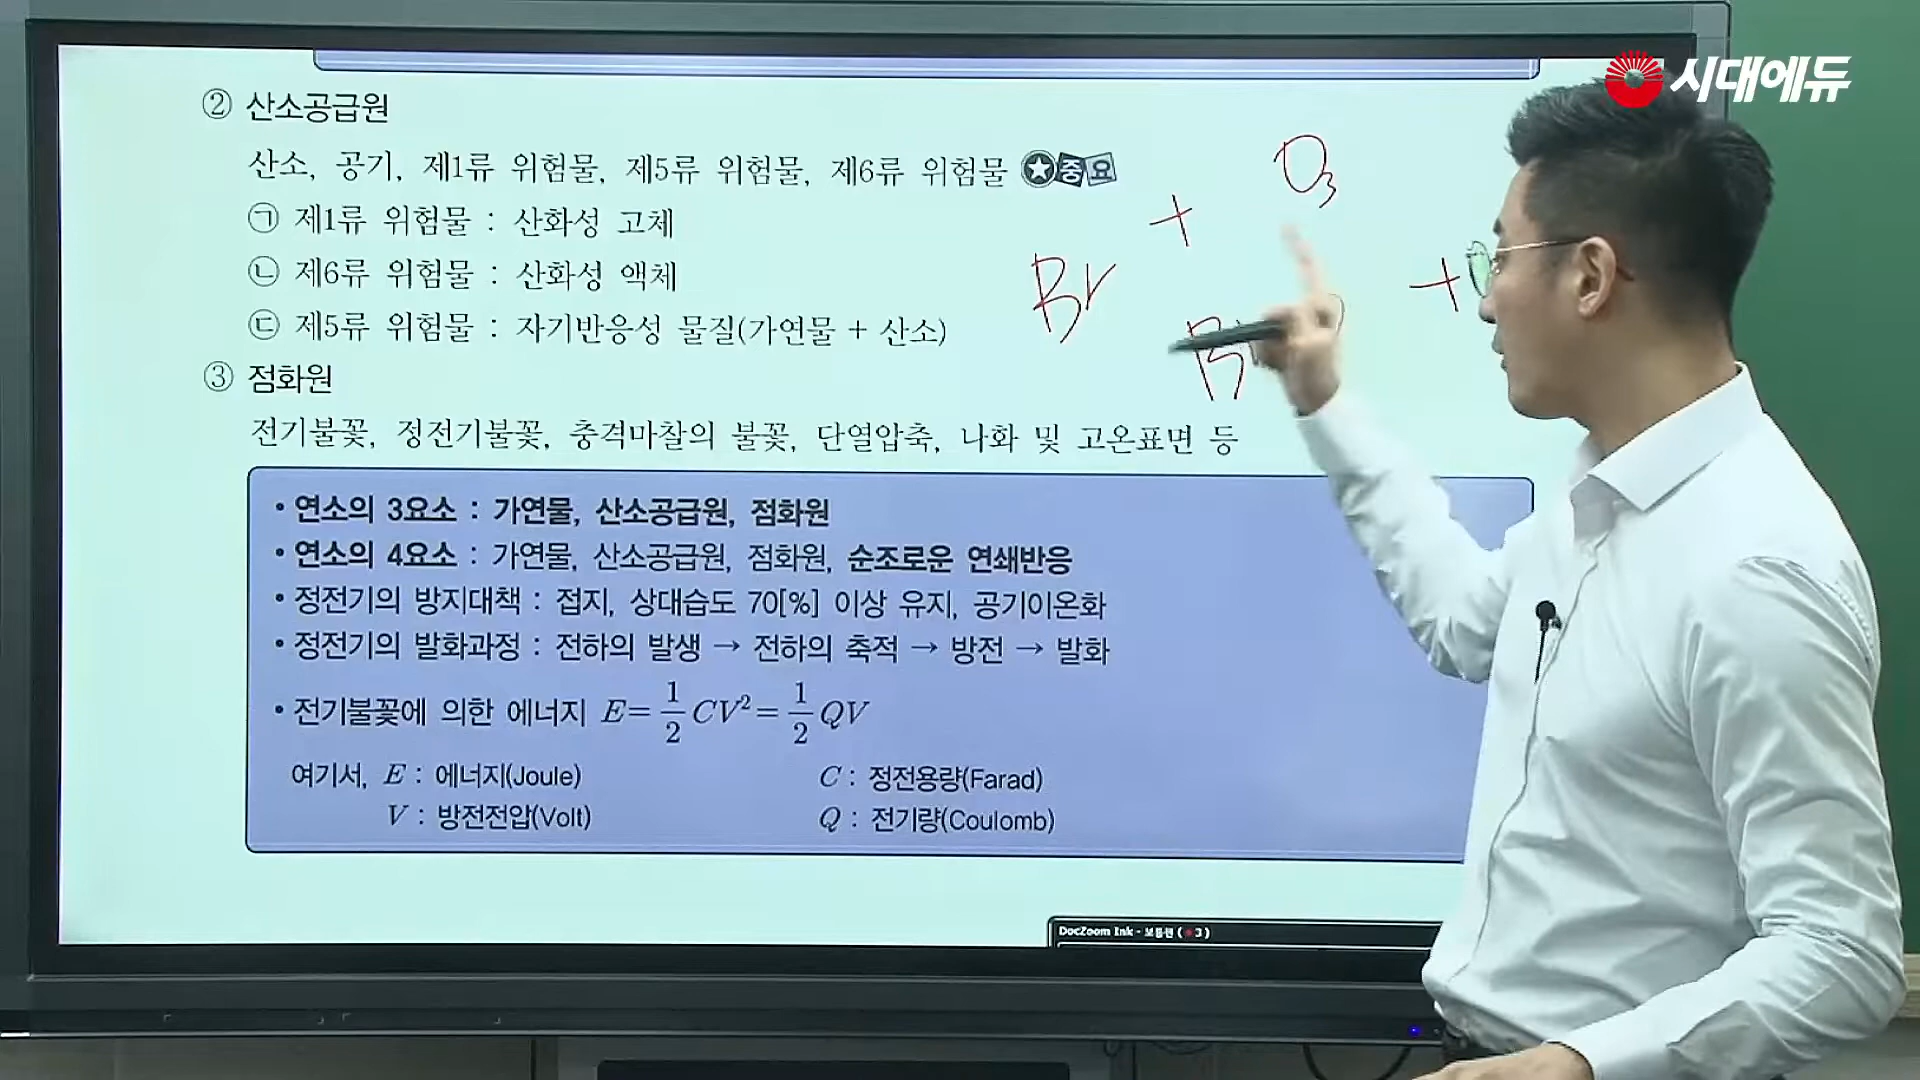 시대에듀
② 산소공급원
산소, 공기, 제1류 위험물, 제5류 위험물, 제6류 위험물 ★중요
㉠ 제1류 위험물 : 산화성 고체
㉡ 제6류 위험물 : 산화성 액체
㉢ 제5류 위험물 : 자기반응성 물질(가연물 + 산소)
O3
+
Br
+
③ 점화원
전기불꽃, 정전기불꽃, 충격마찰의 불꽃, 단열압축, 나화 및 고온표면 등
• 연소의 3요소 : 가연물, 산소공급원, 점화원
• 연소의 4요소 : 가연물, 산소공급원, 점화원, 순조로운 연쇄반응
• 정전기의 방지대책 : 접지, 상대습도 70[%] 이상 유지, 공기이온화
• 정전기의 발화과정 : 전하의 발생 → 전하의 축적 → 방전 → 발화
• 전기불꽃에 의한 에너지 E = 1/2 CV² = 1/2 QV
여기서, E : 에너지(Joule) C : 정전용량(Farad)
V : 방전전압(Volt) Q : 전기량(Coulomb)
DocZoom Ink - 보통펜 ( 3 )